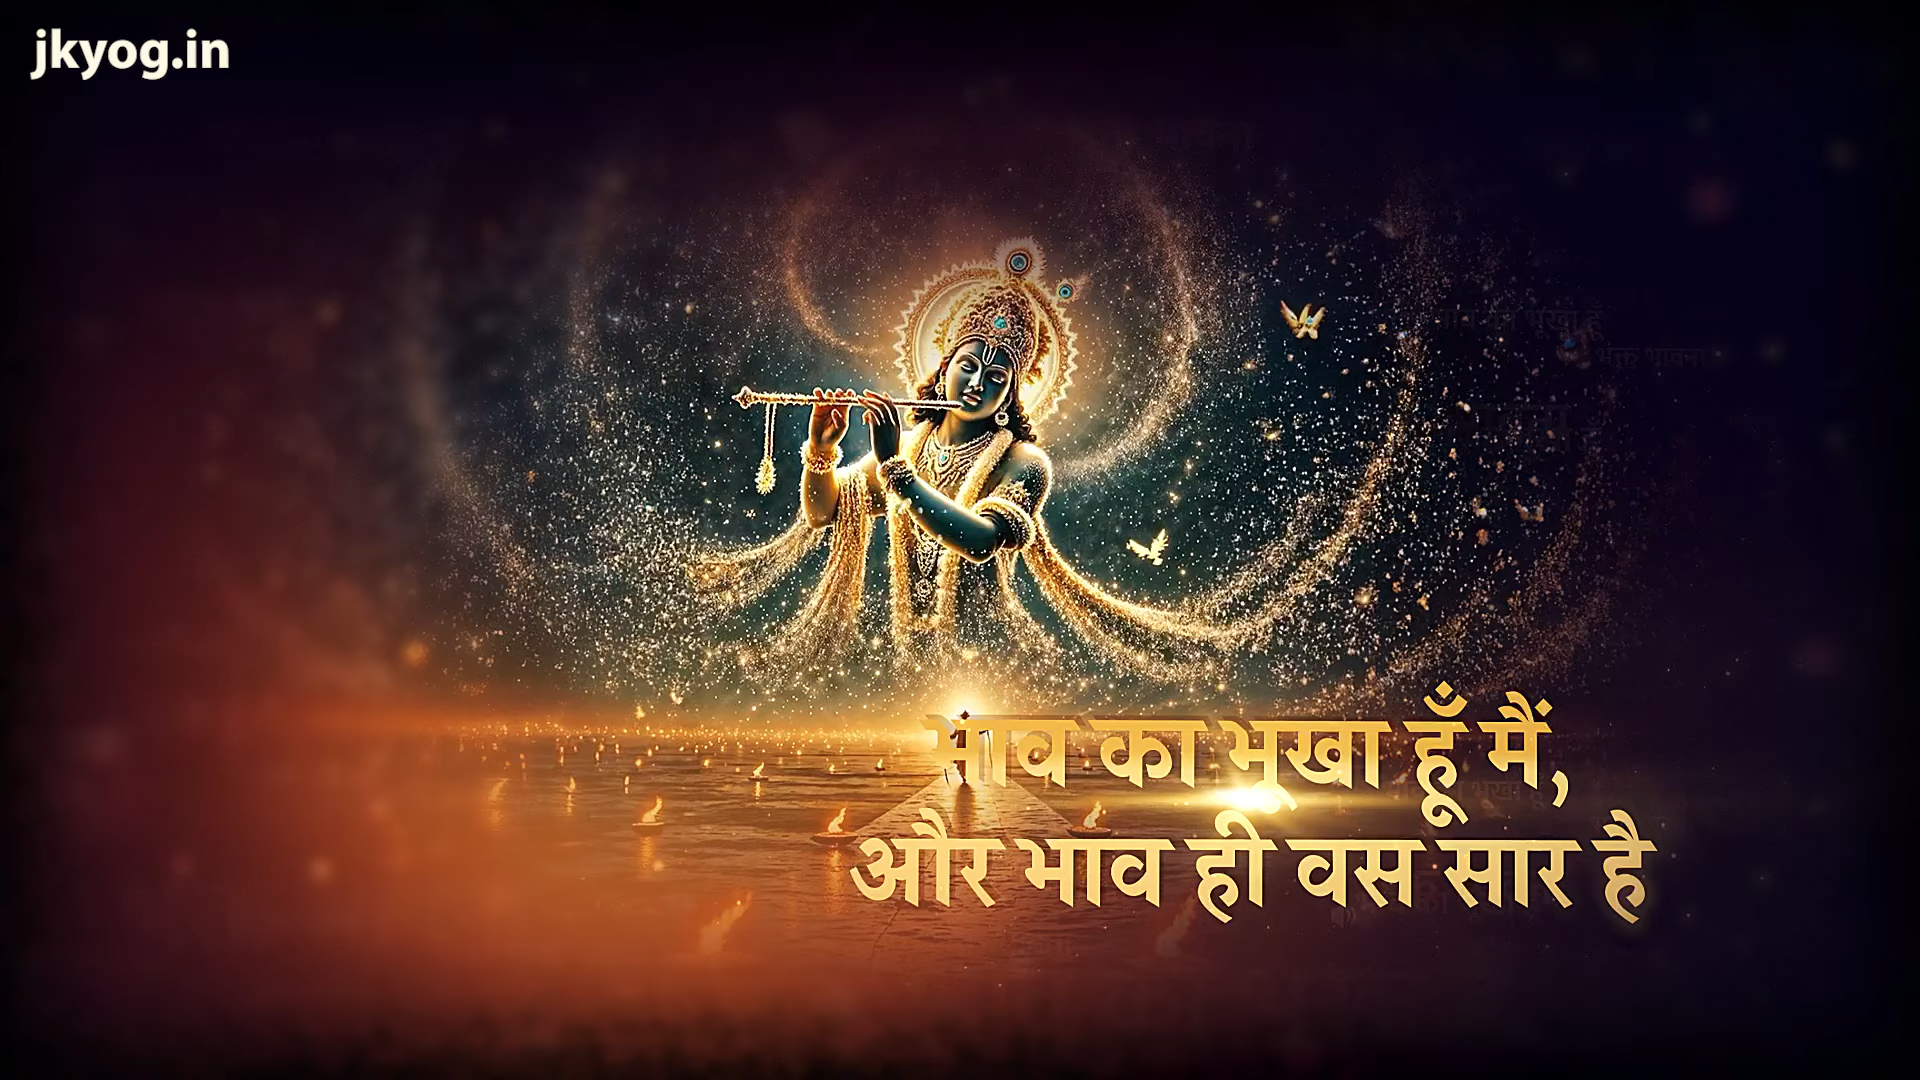 jkyog.in
भाव का भूखा हूँ मैं,
और भाव ही वस सार है